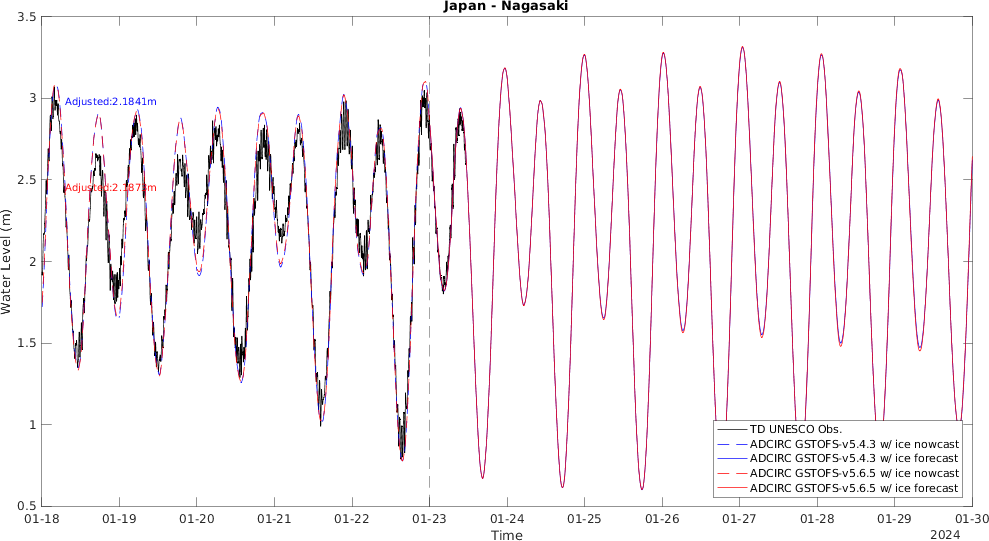 Japan - Nagasaki
3.5
3
2.5
2
1.5
1
0.5
Water Level (m)
Adjusted:2.1841m
Adjusted:2.1873m
TD UNESCO Obs.
ADCIRC GSTOFS-v5.4.3 w/ ice nowcast
ADCIRC GSTOFS-v5.4.3 w/ ice forecast
ADCIRC GSTOFS-v5.6.5 w/ ice nowcast
ADCIRC GSTOFS-v5.6.5 w/ ice forecast
01-18 01-19 01-20 01-21 01-22 01-23 01-24 01-25 01-26 01-27 01-28 01-29 01-30
Time
2024